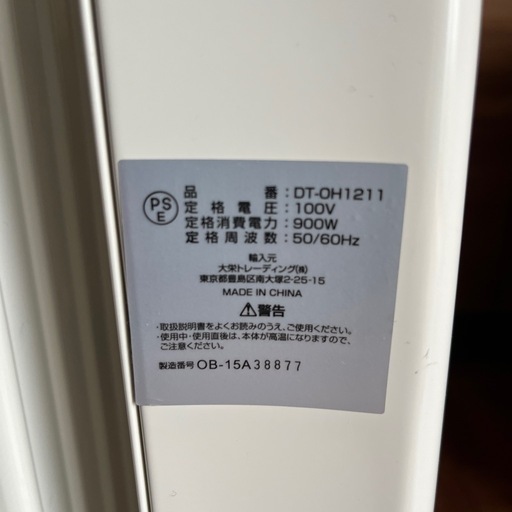 PS
E
品番:DT-OH1211
定格電圧:100V
定格消費電力:900W
定格周波数:50/60Hz
輸入元
大栄トレーディング(株)
東京都豊島区南大塚2-25-15
MADE IN CHINA
⚠警告
・取扱説明書をよくお読みのうえ、ご使用ください。
・使用中・使用直後は、本体が高温になりますので、
ご注意ください。
製造番号 OB-15A38877